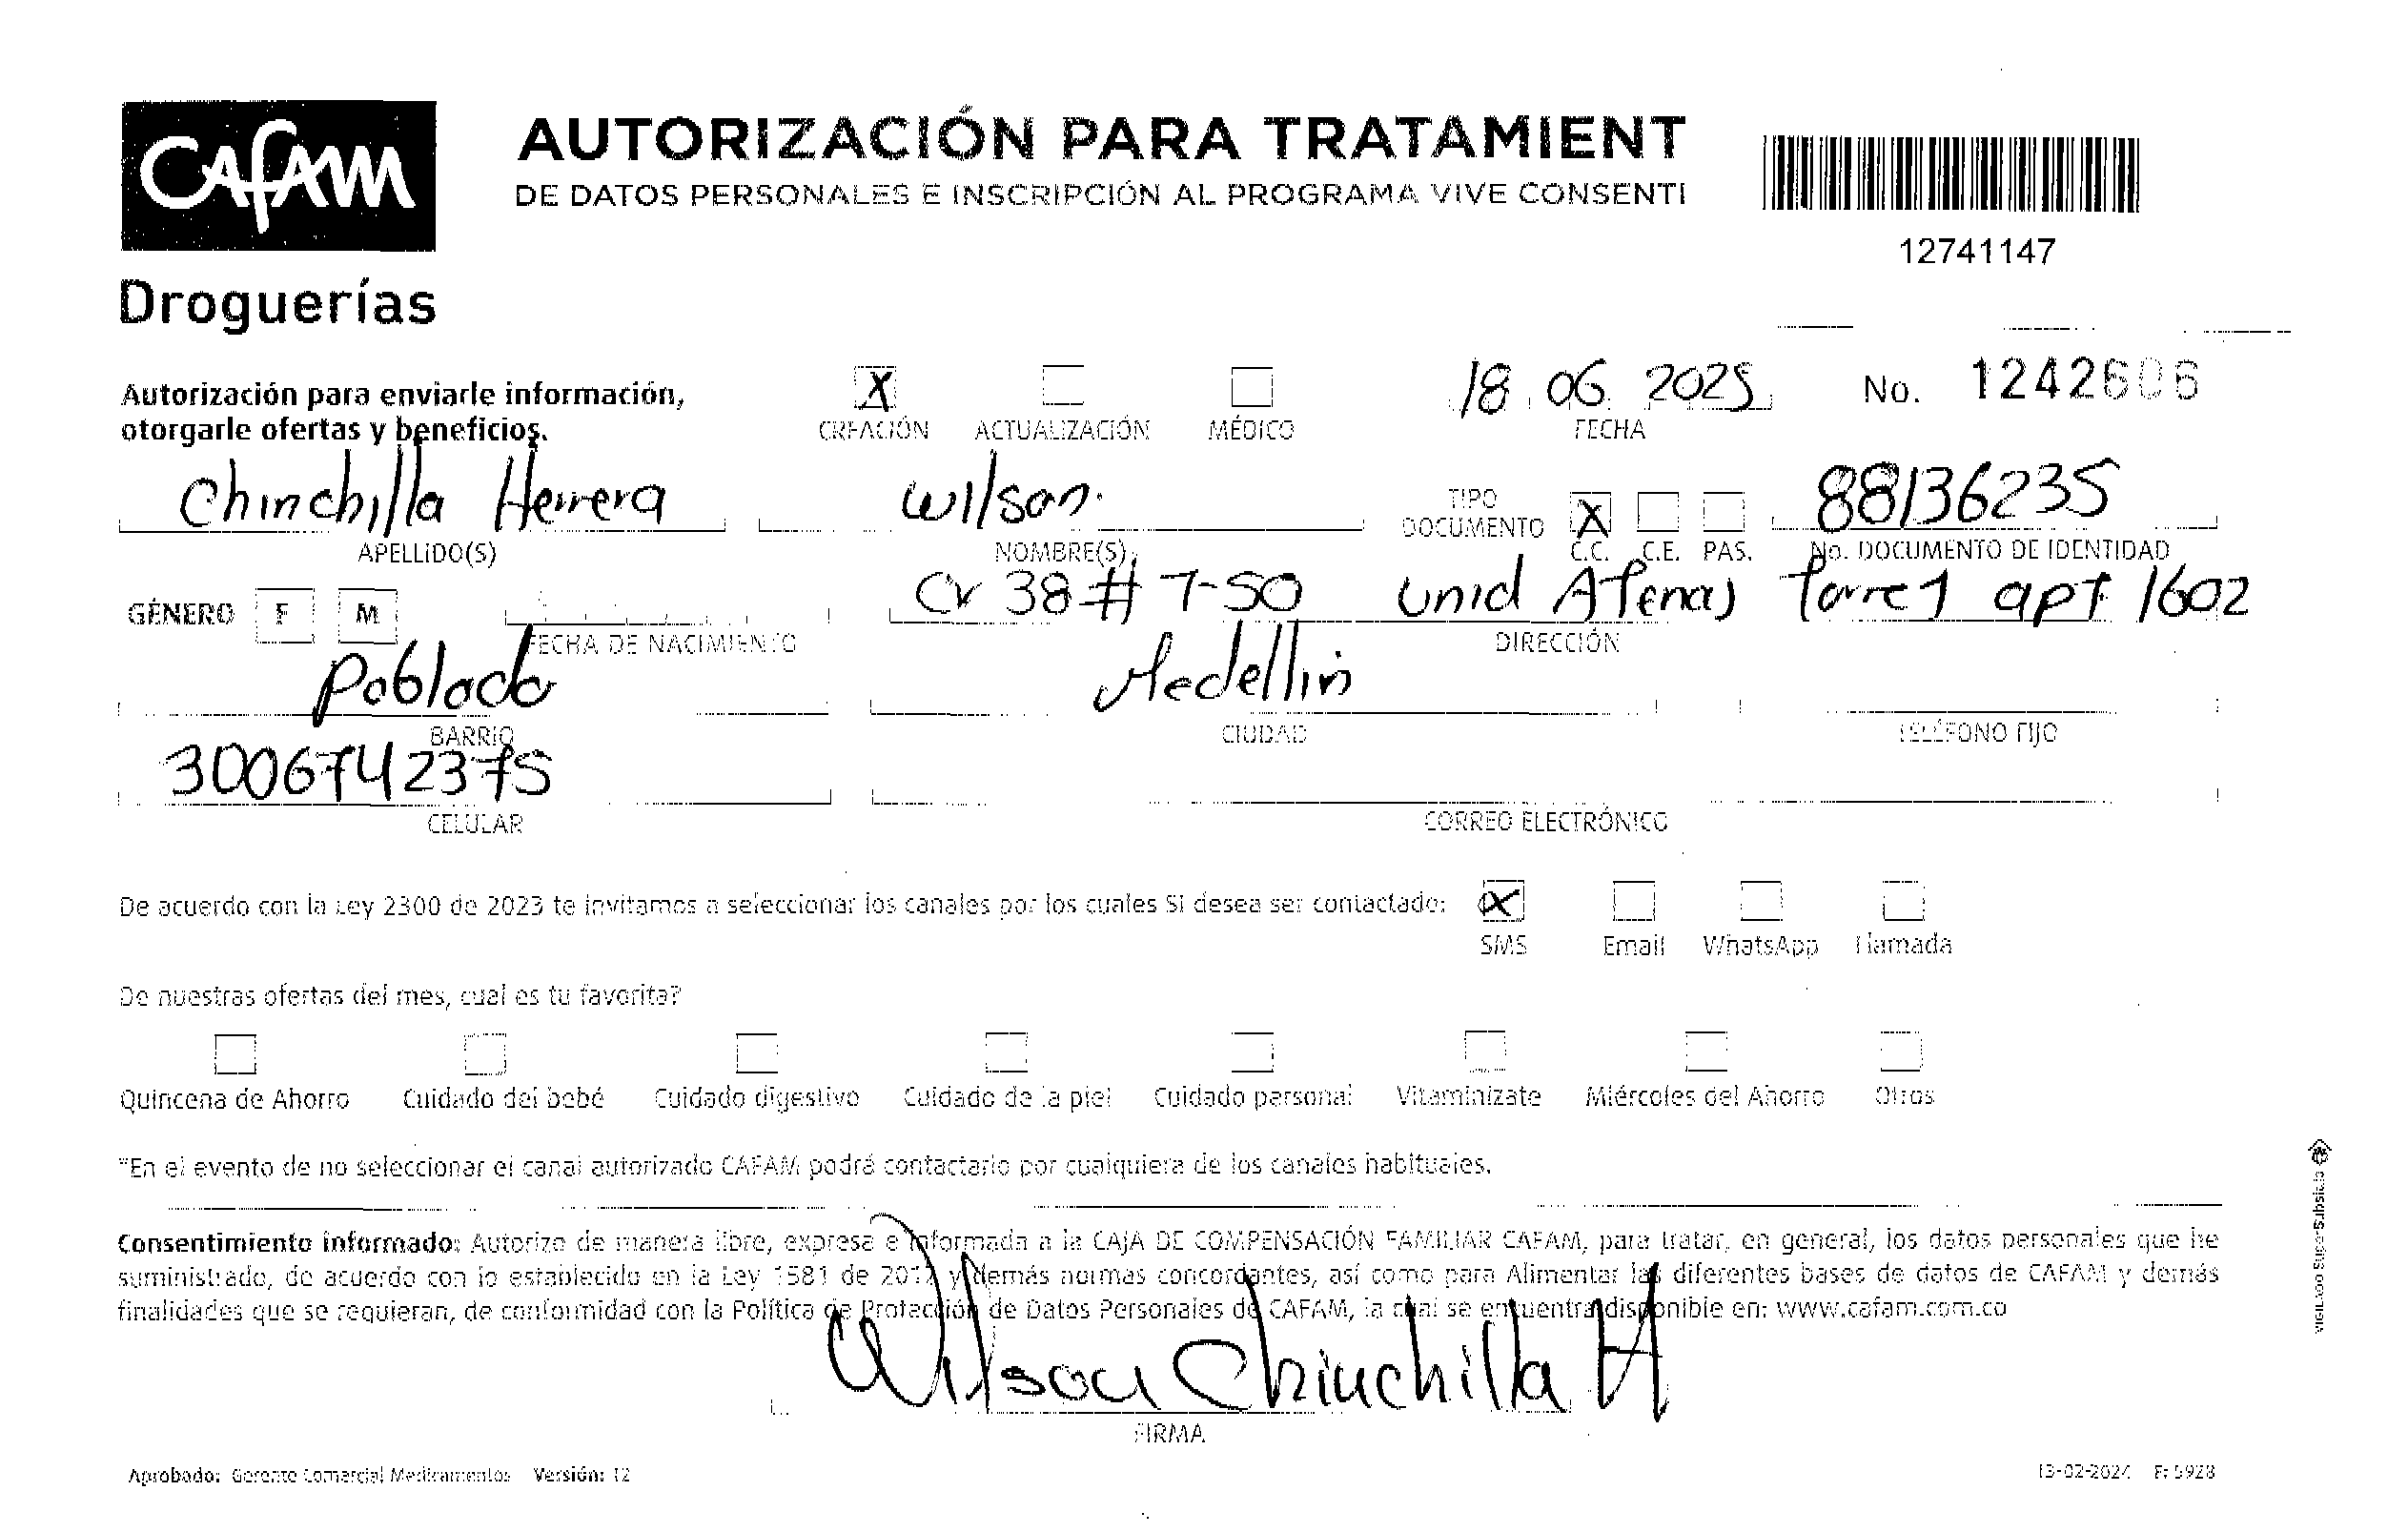 CAFAM
Droguerías
AUTORIZACIÓN PARA TRATAMIENT
DE DATOS PERSONALES E INSCRIPCIÓN AL PROGRAMA VIVE CONSENTI
12741147
Autorización para enviarle información,
otorgarle ofertas y beneficios.
X
CREACIÓN ACTUALIZACIÓN MÉDICO
18 06 2025
FECHA
No. 1242606
Chinchilla Herrera
APELLIDO(S)
Wilson
NOMBRE(S)
TIPO
DOCUMENTO
X
C.C. C.E. PAS.
88136235
No. DOCUMENTO DE IDENTIDAD
GÉNERO F M
FECHA DE NACIMIENTO
Cr 38 # 7-50 Unid Atenas Torre 1 apt 1602
DIRECCIÓN
Poblado
BARRIO
Medellin
CIUDAD
TELÉFONO FIJO
3006742375
CELULAR
CORREO ELECTRÓNICO
De acuerdo con la Ley 2300 de 2023 te invitamos a seleccionar los canales por los cuales SI desea ser contactado:
X
SMS Email WhatsApp Llamada
De nuestras ofertas del mes, cual es tu favorita?
Quincena de Ahorro Cuidado del bebé Cuidado digestivo Cuidado de la piel Cuidado personal Vitaminízate Miércoles del Ahorro Otros
"En el evento de no seleccionar el canal autorizado CAFAM podrá contactarlo por cualquiera de los canales habituales.
Consentimiento informado: Autorizo de manera libre, expresa e informada a la CAJA DE COMPENSACIÓN FAMILIAR CAFAM, para tratar, en general, los datos personales que he
suministrado, de acuerdo con lo establecido en la Ley 1581 de 2012 y demás normas concordantes, así como para Alimentar las diferentes bases de datos de CAFAM y demás
finalidades que se requieran, de conformidad con la Política de Protección de Datos Personales de CAFAM, la cual se encuentra disponible en: www.cafam.com.co
Wilson Chinchilla H
FIRMA
Aprobado: Gerente Comercial Medicamentos Versión: 12
13-02-2024 F: 5928
VIGILADO SuperSubsidio